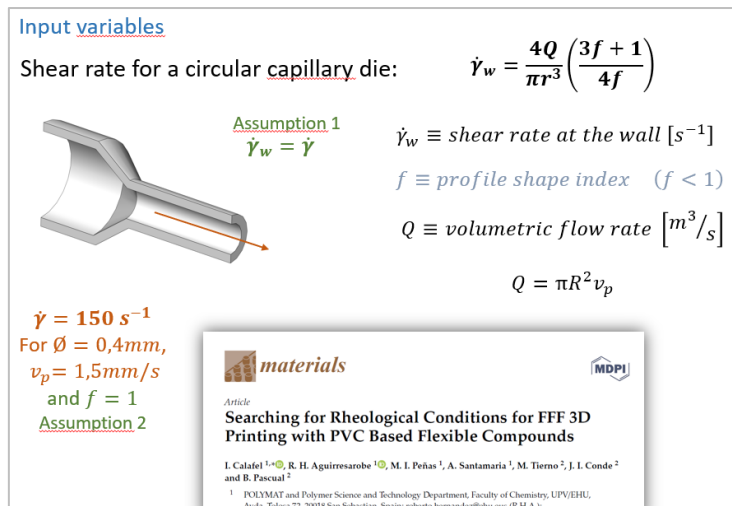 Input variables
Shear rate for a circular capillary die:
γ̇w = 4Q/πr³ (3f + 1/4f)
Assumption 1
γ̇w = γ̇
γ̇w ≡ shear rate at the wall [s⁻¹]
f ≡ profile shape index (f < 1)
Q ≡ volumetric flow rate [m³/s]
Q = πR²vp
γ̇ = 150 s⁻¹
For Ø = 0,4mm,
vp= 1,5mm/s
and f = 1
Assumption 2
materials
MDPI
Article
Searching for Rheological Conditions for FFF 3D
Printing with PVC Based Flexible Compounds
I. Calafel 1,*, R. H. Aguirresarobe 1, M. I. Peñas 1, A. Santamaria 1, M. Tierno 2, J. I. Conde 2
and B. Pascual 2
1 POLYMAT and Polymer Science and Technology Department, Faculty of Chemistry, UPV/EHU,